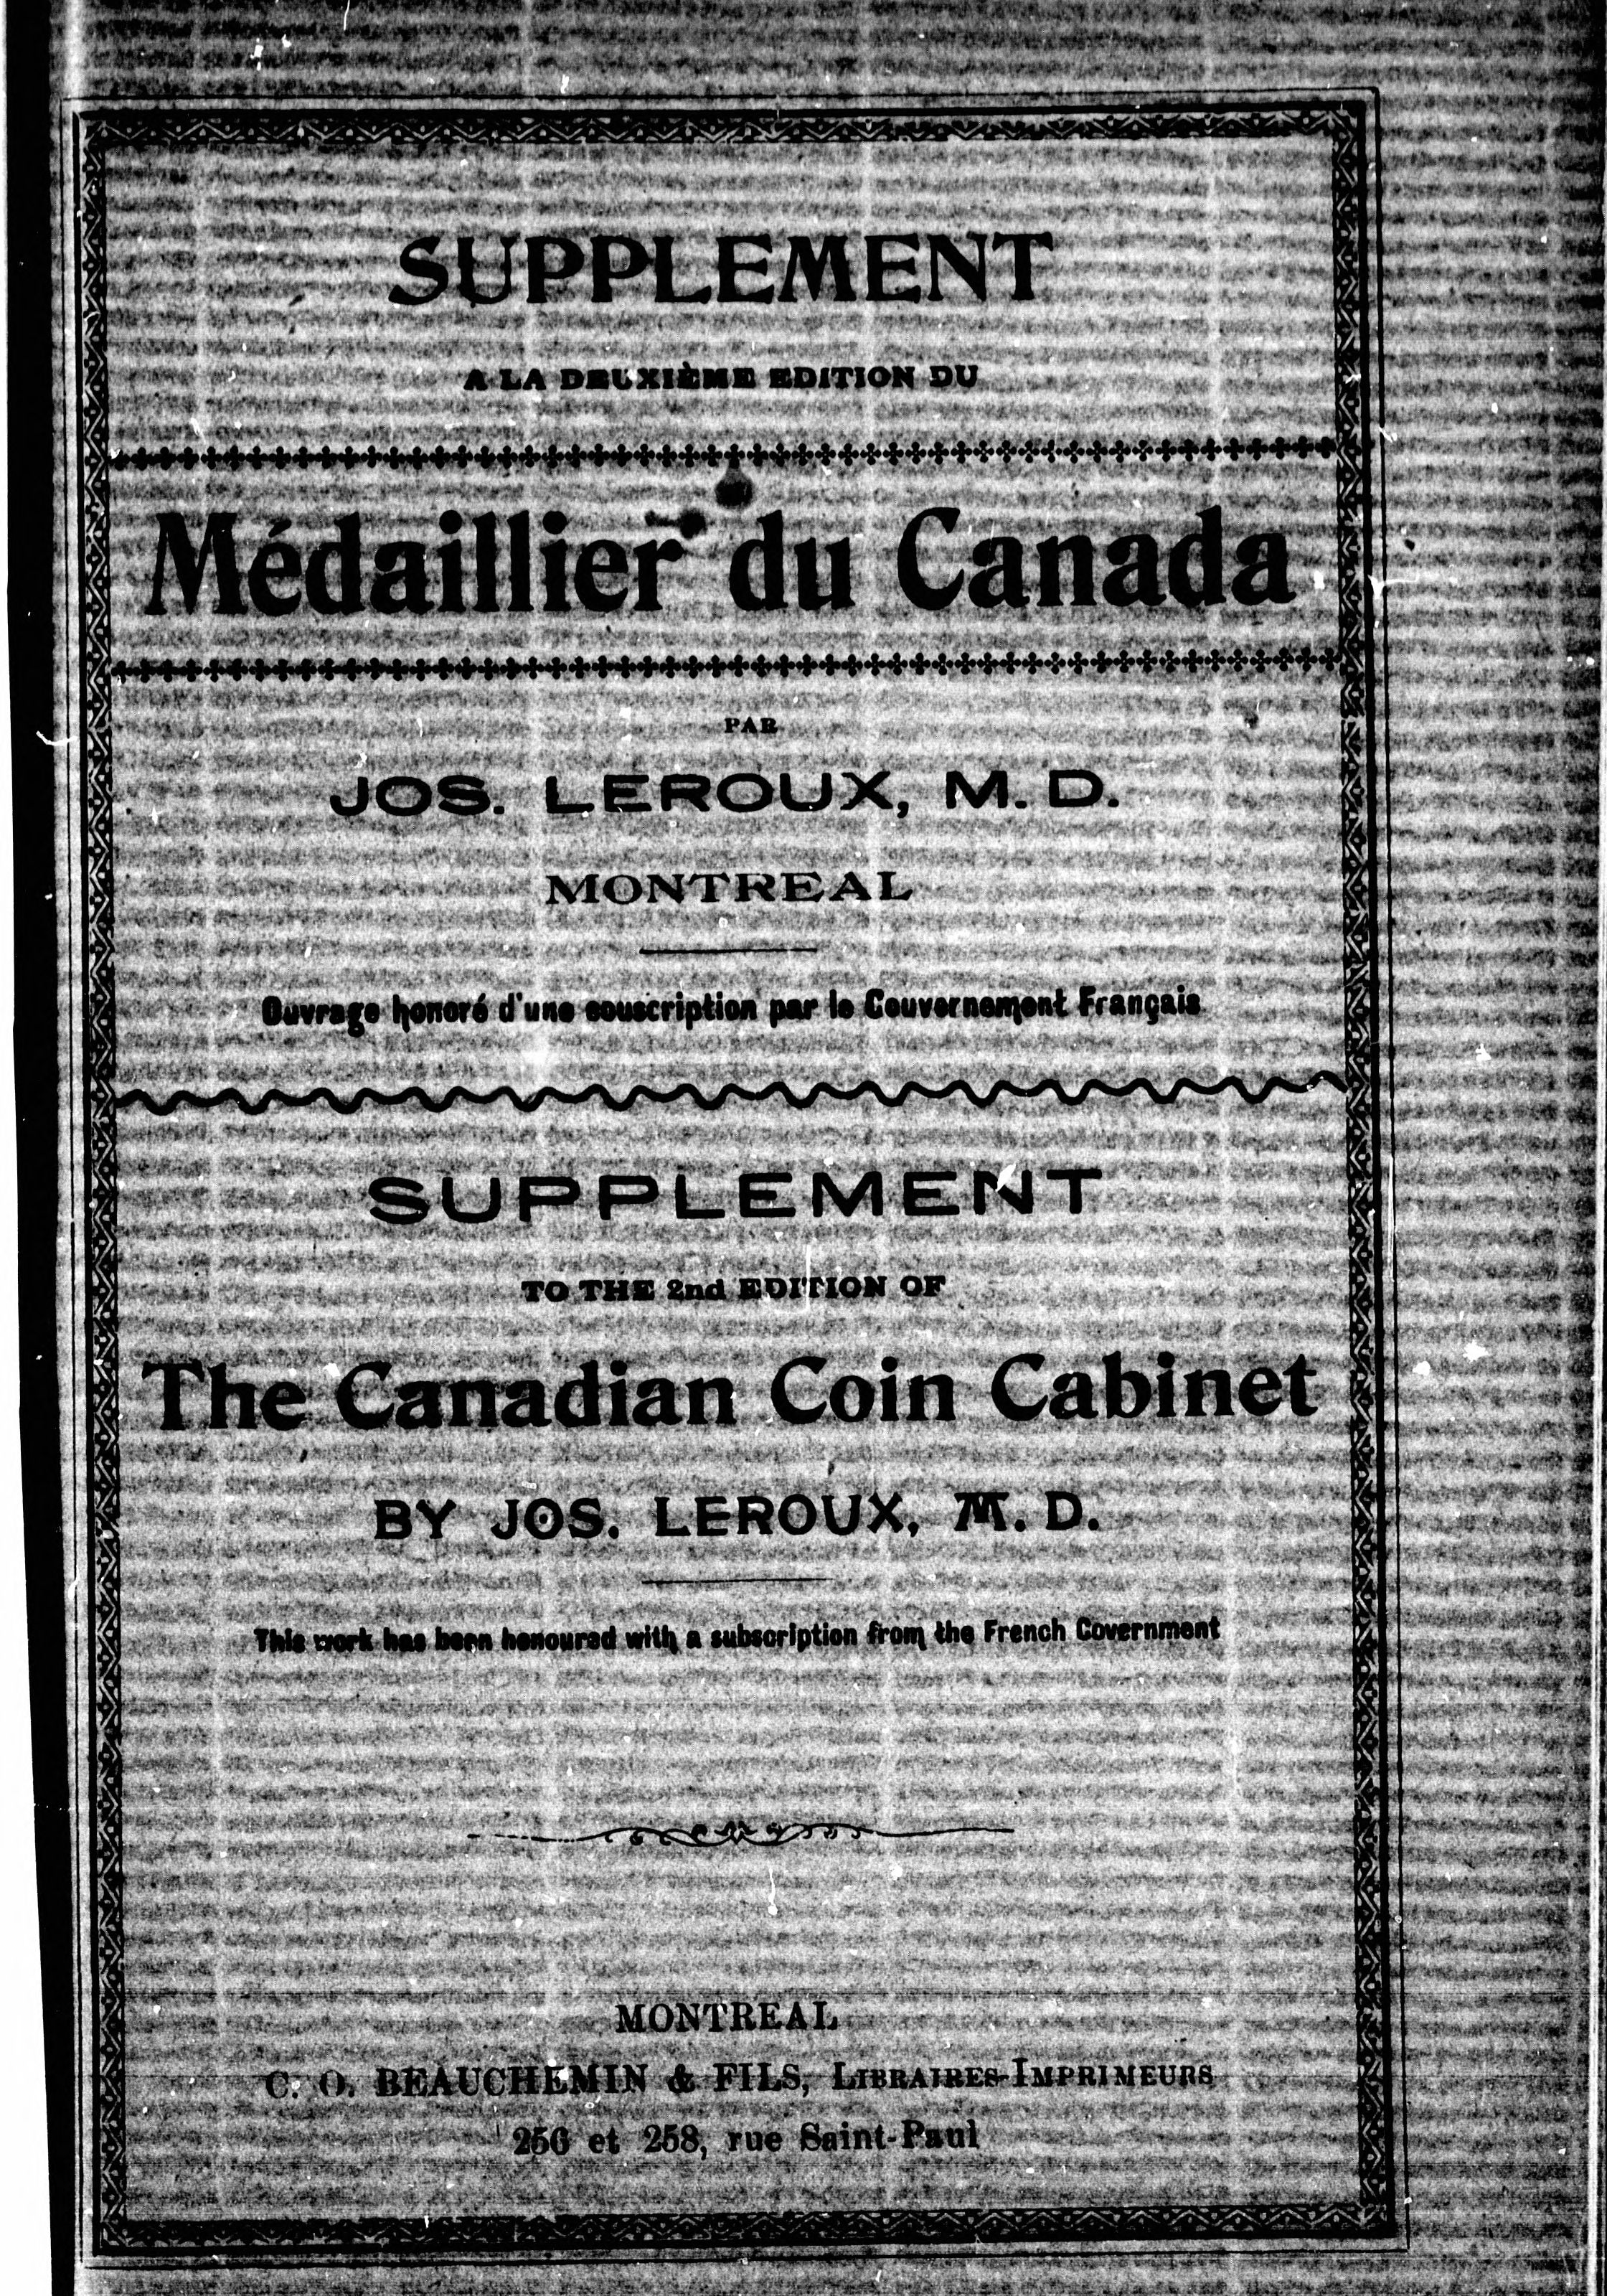 SUPPLEMENT
A LA DEUXIÈME EDITION DU
Médaillier du Canada
PAR
JOS. LEROUX, M. D.
MONTREAL
Ouvrage honoré d'une souscription par le Gouvernement Français
SUPPLEMENT
TO THE 2nd EDITION OF
The Canadian Coin Cabinet
BY JOS. LEROUX, M. D.
This work has been honoured with a subscription from the French Government
MONTREAL
C. O. BEAUCHEMIN & FILS, LIBRAIRES-IMPRIMEURS
256 et 258, rue Saint-Paul